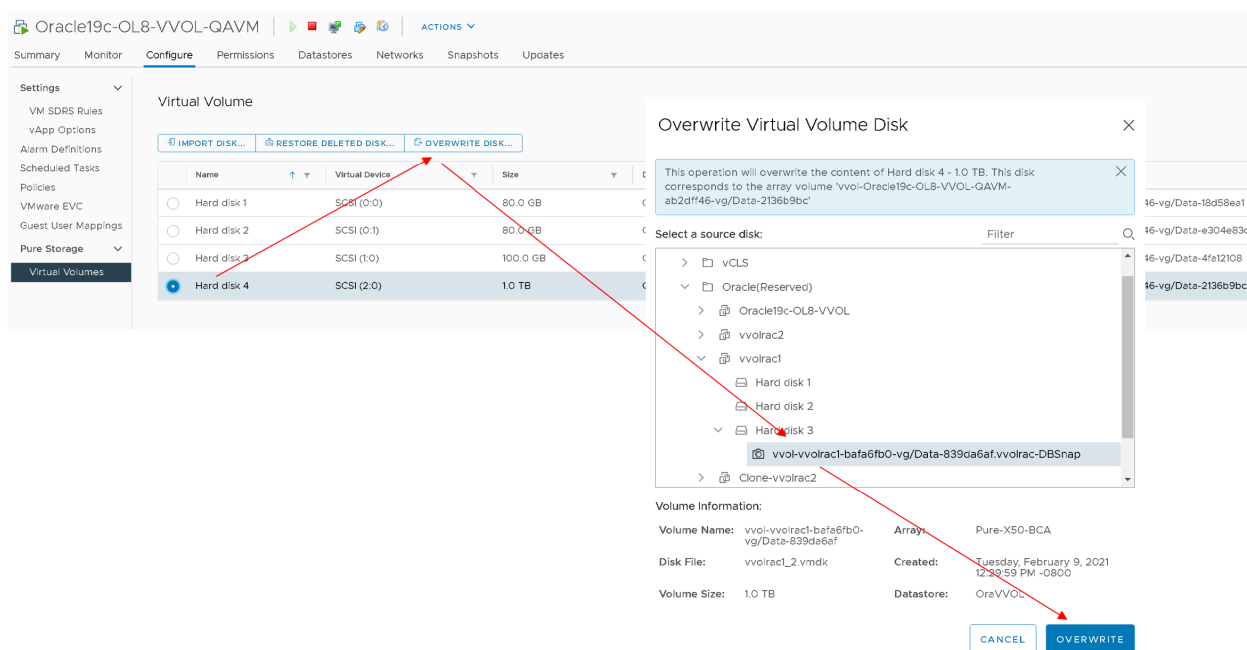 Oracle19c-OL8-VVOL-QAVM ACTIONS
Summary Monitor Configure Permissions Datastores Networks Snapshots Updates
Settings
VM SDRS Rules
vApp Options
Alarm Definitions
Scheduled Tasks
Policies
VMware EVC
Guest User Mappings
Pure Storage
Virtual Volumes
Virtual Volume
IMPORT DISK... RESTORE DELETED DISK... OVERWRITE DISK...
Name Virtual Device Size
Hard disk 1 SCSI (0:0) 80.0 GB 46-vg/Data-18d58ea1
Hard disk 2 SCSI (0:1) 80.0 GB 46-vg/Data-e304e83c
Hard disk 3 SCSI (1:0) 100.0 GB 46-vg/Data-4fa12108
Hard disk 4 SCSI (2:0) 1.0 TB 46-vg/Data-2136b9bc
Overwrite Virtual Volume Disk
This operation will overwrite the content of Hard disk 4 - 1.0 TB. This disk
corresponds to the array volume 'vvol-Oracle19c-OL8-VVOL-QAVM-
ab2dff46-vg/Data-2136b9bc'
Select a source disk: Filter
vCLS
Oracle(Reserved)
Oracle19c-OL8-VVOL
vvolrac2
vvolrac1
Hard disk 1
Hard disk 2
Hard disk 3
vvol-vvolrac1-bafa6fb0-vg/Data-839da6af.vvolrac-DBSnap
Clone-vvolrac2
Volume Information:
Volume Name: vvol-vvolrac1-bafa6fb0- Array: Pure-X50-BCA
vg/Data-839da6af
Disk File: vvolrac1_2.vmdk Created: Tuesday, February 9, 2021
12:29:59 PM -0800
Volume Size: 1.0 TB Datastore: OraVVOL
CANCEL OVERWRITE